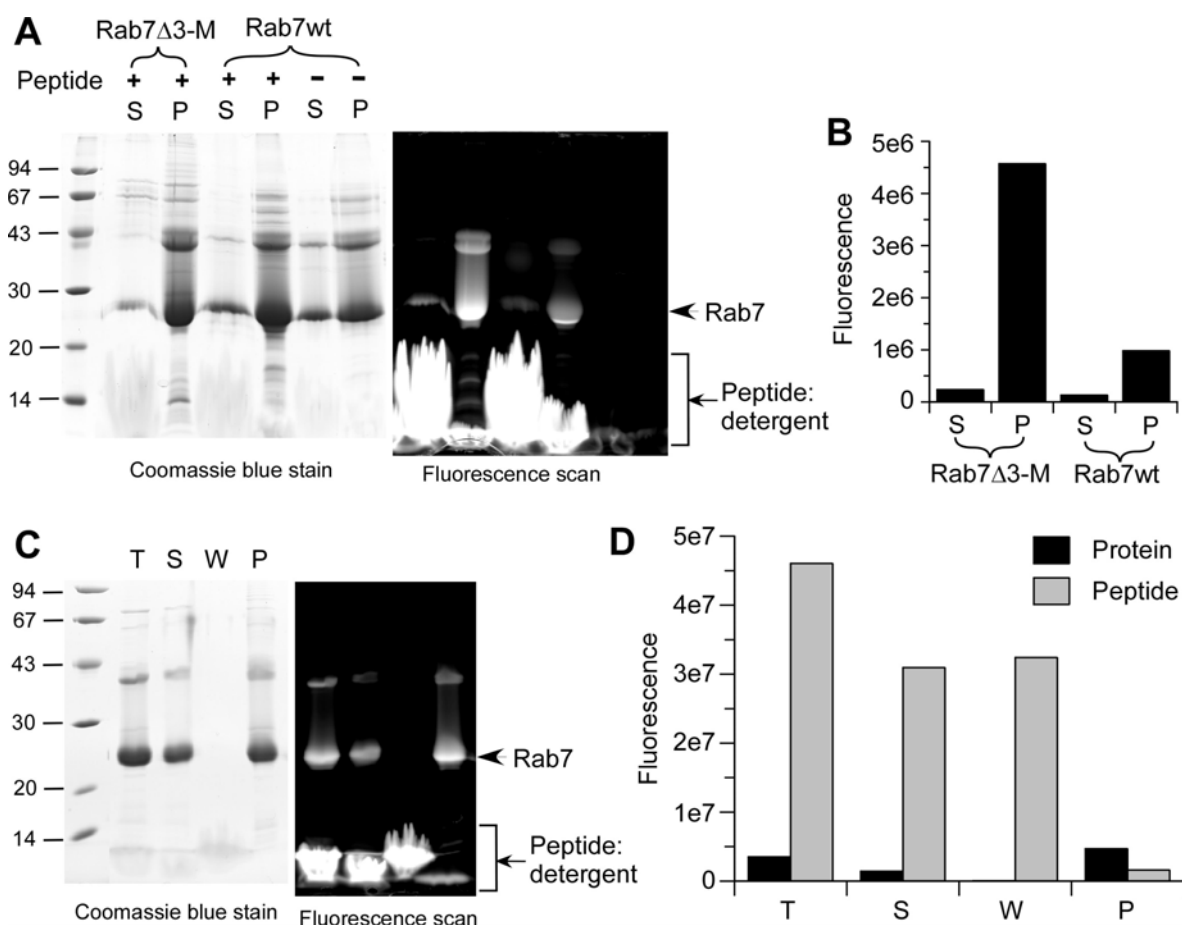 A
Rab7Δ3-M Rab7wt
Peptide + + + + - -
S P S P S P
94
67
43
30
20
14
Rab7
Peptide:
detergent
Coomassie blue stain
Fluorescence scan
B
Fluorescence
5e6
4e6
3e6
2e6
1e6
0
S P S P
Rab7Δ3-M Rab7wt
C
T S W P
94
67
43
30
20
14
Rab7
Peptide:
detergent
Coomassie blue stain
Fluorescence scan
D
Fluorescence
5e7
4e7
3e7
2e7
1e7
0
Protein
Peptide
T S W P